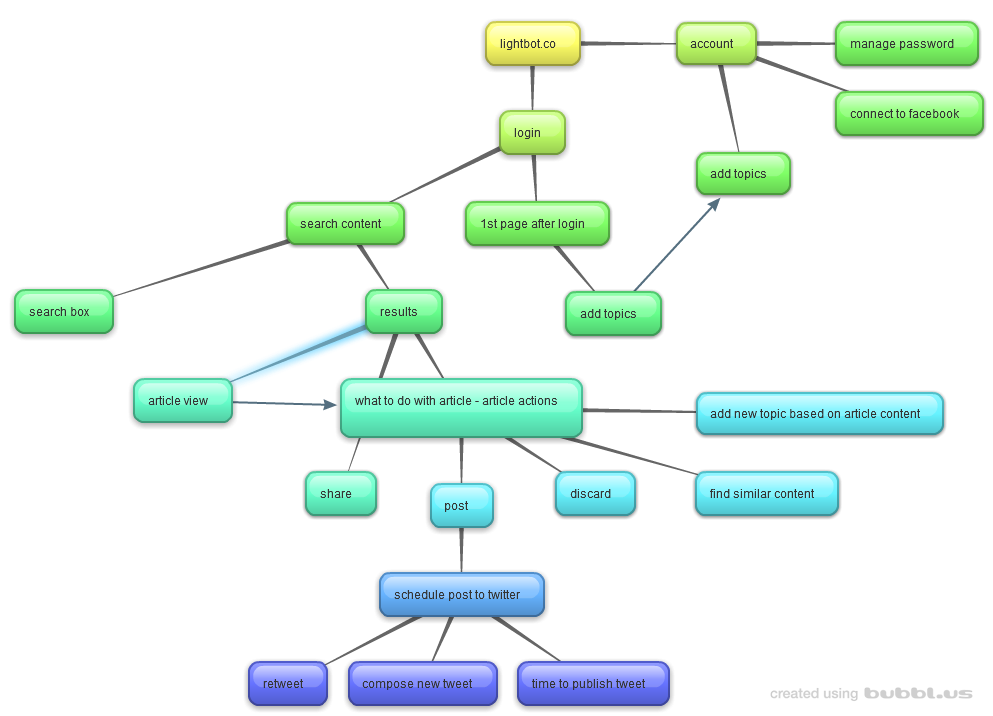 lightbot.co
account
manage password
connect to facebook
login
add topics
search content
1st page after login
search box
results
add topics
article view
what to do with article - article actions
add new topic based on article content
share
post
discard
find similar content
schedule post to twitter
retweet
compose new tweet
time to publish tweet
created using bubbl.us